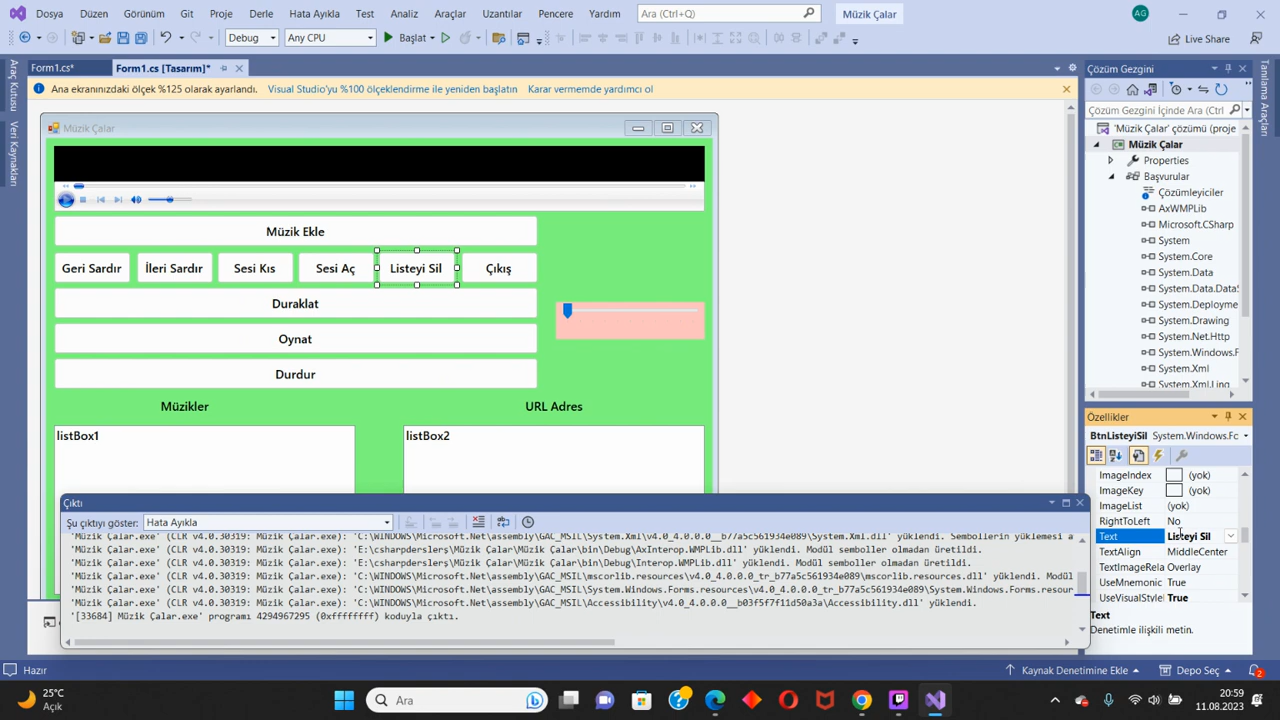 Dosya Düzen Görünüm Git Proje Derle Hata Ayıkla Test Analiz Araçlar Uzantılar Pencere Yardım Ara (Ctrl+Q) Müzik Çalar AG
Debug Any CPU Başlat Live Share
Form1.cs* Form1.cs [Tasarım]*
Ana ekranınızdaki ölçek %125 olarak ayarlandı. Visual Studio'yu %100 ölçeklendirme ile yeniden başlatın Karar vermemde yardımcı ol
Araç Kutusu
Veri Kaynakları
Tanılama Araçları
Müzik Çalar
Müzik Ekle
Geri Sardır İleri Sardır Sesi Kıs Sesi Aç Listeyi Sil Çıkış
Duraklat
Oynat
Durdur
Müzikler URL Adres
listBox1 listBox2
Çözüm Gezgini
Çözüm Gezgini İçinde Ara (Ctrl
'Müzik Çalar' çözümü (proje
Müzik Çalar
Properties
Başvurular
Çözümleyiciler
AxWMPLib
Microsoft.CSharp
System
System.Core
System.Data
System.Data.DataS
System.Deployme
System.Drawing
System.Net.Http
System.Windows.F
System.Xml
System.Xml.Linq
Özellikler
BtnListeyiSil System.Windows.Fc
ImageIndex (yok)
ImageKey (yok)
ImageList (yok)
RightToLeft No
Text Listeyi Sil
TextAlign MiddleCenter
TextImageRela Overlay
UseMnemonic True
UseVisualStyle True
Text
Denetimle ilişkili metin.
Çıktı
Şu çıktıyı göster: Hata Ayıkla
'Müzik Çalar.exe' (CLR v4.0.30319: Müzik Çalar.exe): 'C:\WINDOWS\Microsoft.Net\assembly\GAC_MSIL\System.Xml\v4.0_4.0.0.0__b77a5c561934e089\System.Xml.dll' yüklendi. Sembollerin yüklemesi a
'Müzik Çalar.exe' (CLR v4.0.30319: Müzik Çalar.exe): 'E:\csharpderslerş\Müzik Çalar\Müzik Çalar\bin\Debug\AxInterop.WMPLib.dll' yüklendi. Modül semboller olmadan üretildi.
'Müzik Çalar.exe' (CLR v4.0.30319: Müzik Çalar.exe): 'E:\csharpderslerş\Müzik Çalar\Müzik Çalar\bin\Debug\Interop.WMPLib.dll' yüklendi. Modül semboller olmadan üretildi.
'Müzik Çalar.exe' (CLR v4.0.30319: Müzik Çalar.exe): 'C:\WINDOWS\Microsoft.Net\assembly\GAC_MSIL\mscorlib.resources\v4.0_4.0.0.0_tr_b77a5c561934e089\mscorlib.resources.dll' yüklendi. Modül
'Müzik Çalar.exe' (CLR v4.0.30319: Müzik Çalar.exe): 'C:\WINDOWS\Microsoft.Net\assembly\GAC_MSIL\System.Windows.Forms.resources\v4.0_4.0.0.0_tr_b77a5c561934e089\System.Windows.Forms.resour
'Müzik Çalar.exe' (CLR v4.0.30319: Müzik Çalar.exe): 'C:\WINDOWS\Microsoft.Net\assembly\GAC_MSIL\Accessibility\v4.0_4.0.0.0__b03f5f7f11d50a3a\Accessibility.dll' yüklendi.
'[33684] Müzik Çalar.exe' programı 4294967295 (0xffffffff) koduyla çıktı.
Hazır Kaynak Denetimine Ekle Depo Seç 2
25°C
Açık
Ara
20:59
11.08.2023